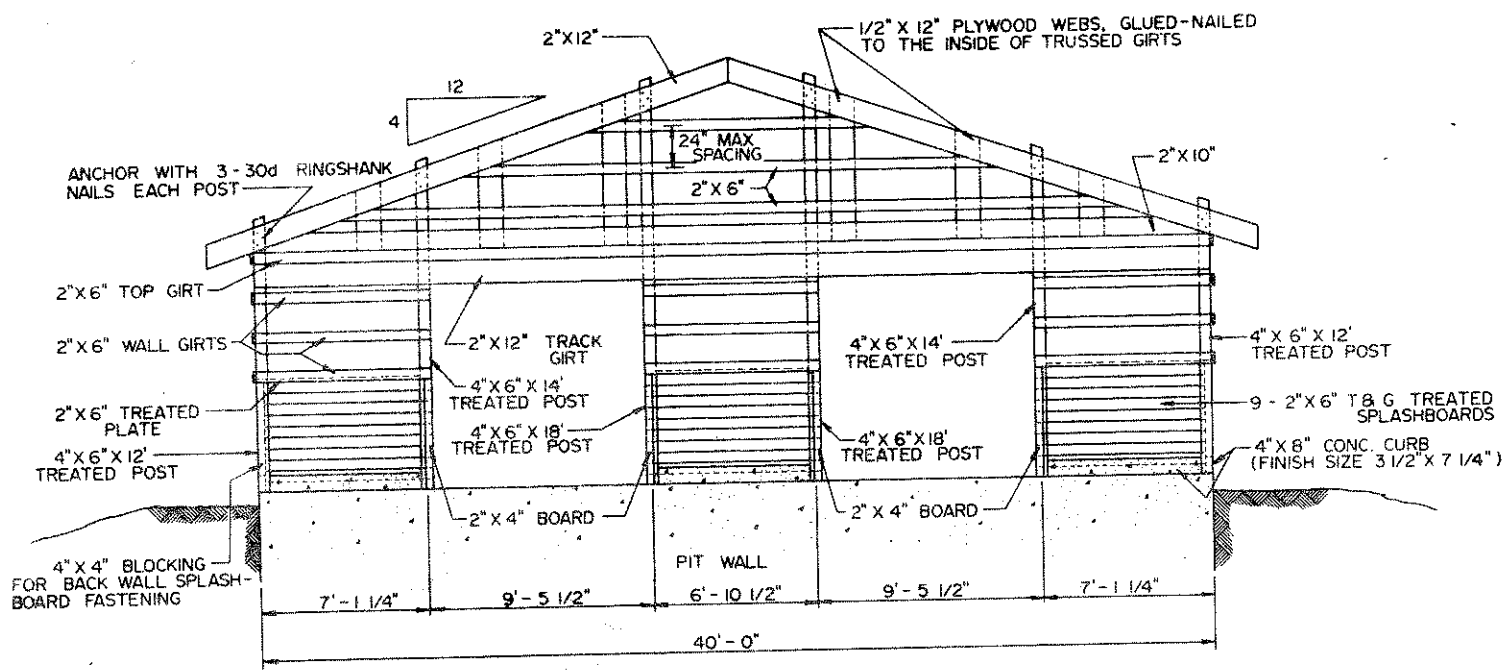 1/2" X 12" PLYWOOD WEBS, GLUED-NAILED
TO THE INSIDE OF TRUSSED GIRTS
2"X12"
12
4
24" MAX
SPACING
ANCHOR WITH 3-30d RINGSHANK
NAILS EACH POST
2"X10"
2"X 6"
2"X 6" TOP GIRT
2"X 6" WALL GIRTS
2"X 12" TRACK
GIRT
4"X 6"X 14'
TREATED POST
4"X 6"X 12'
TREATED POST
4"X 6"X 14'
TREATED POST
2"X 6" TREATED
PLATE
9 - 2"X 6" T & G TREATED
SPLASHBOARDS
4"X 6"X 18'
TREATED POST
4"X 6"X 18'
TREATED POST
4"X 6"X 12'
TREATED POST
4"X 8" CONC. CURB
(FINISH SIZE 3 1/2"X 7 1/4")
2"X 4" BOARD
2"X 4" BOARD
4"X 4" BLOCKING
FOR BACK WALL SPLASH-
BOARD FASTENING
PIT WALL
7'-1 1/4"
9'-5 1/2"
6'-10 1/2"
9'-5 1/2"
7'-1 1/4"
40'-0"